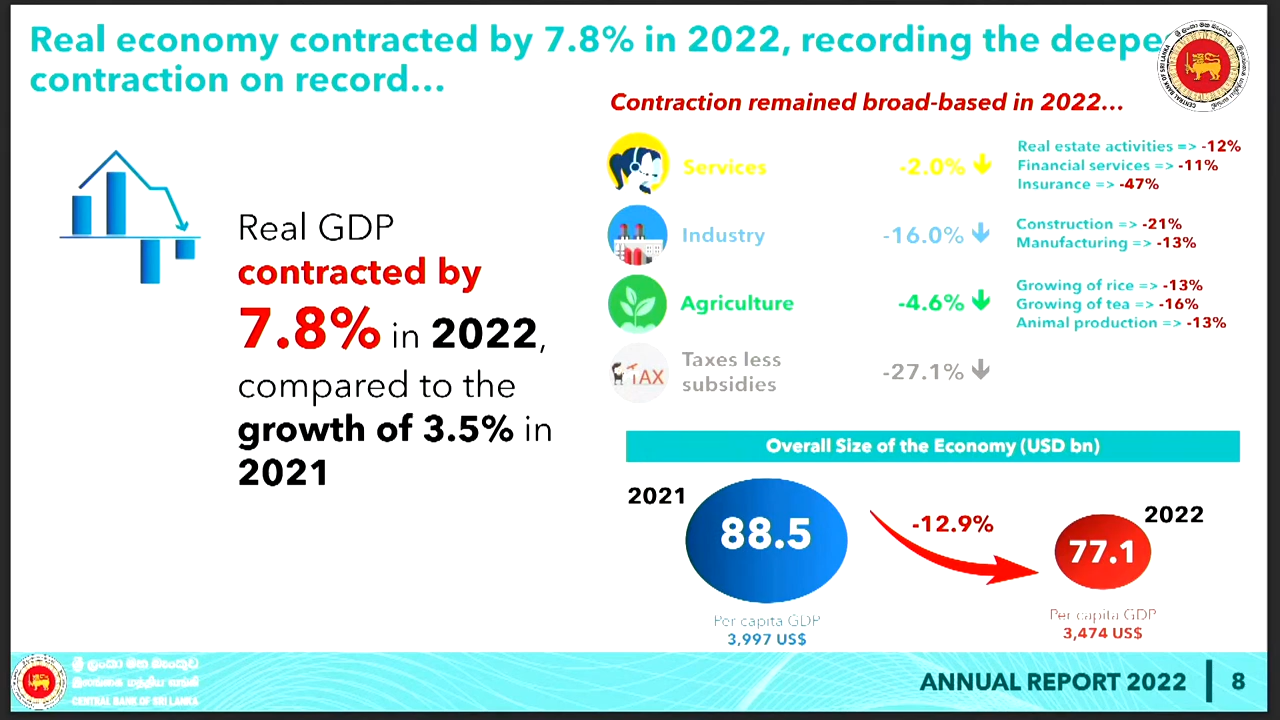 Real economy contracted by 7.8% in 2022, recording the deepe
contraction on record...
Contraction remained broad-based in 2022...
Real GDP
contracted by
7.8% in 2022,
compared to the
growth of 3.5% in
2021
Services -2.0%
Real estate activities => -12%
Financial services => -11%
Insurance => -47%
Industry -16.0%
Construction => -21%
Manufacturing => -13%
Agriculture -4.6%
Growing of rice => -13%
Growing of tea => -16%
Animal production => -13%
TAX
Taxes less
subsidies
-27.1%
Overall Size of the Economy (USD bn)
2021
88.5
-12.9%
2022
77.1
Per capita GDP
3,997 US$
Per capita GDP
3,474 US$
ශ්‍රී ලංකා මහ බැංකුව
இலங்கை மத்திய வங்கி
CENTRAL BANK OF SRI LANKA
ANNUAL REPORT 2022 | 8